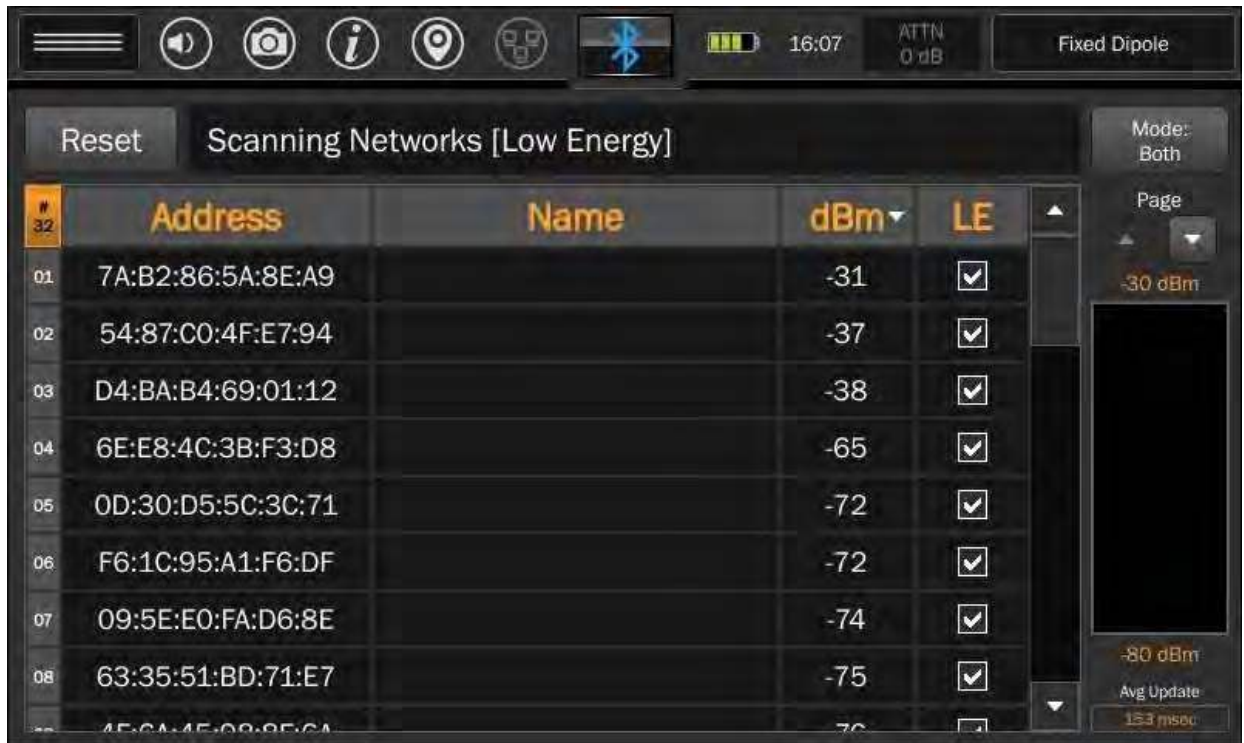 16:07
ATTN
0 dB
Fixed Dipole
Reset
Scanning Networks [Low Energy]
Mode:
Both
# 32
Address Name dBm LE
Page
01 7A:B2:86:5A:8E:A9 -31
-30 dBm
02 54:87:C0:4F:E7:94 -37
03 D4:BA:B4:69:01:12 -38
04 6E:E8:4C:3B:F3:D8 -65
05 0D:30:D5:5C:3C:71 -72
06 F6:1C:95:A1:F6:DF -72
07 09:5E:E0:FA:D6:8E -74
08 63:35:51:BD:71:E7 -75
-80 dBm
Avg Update
153 msec